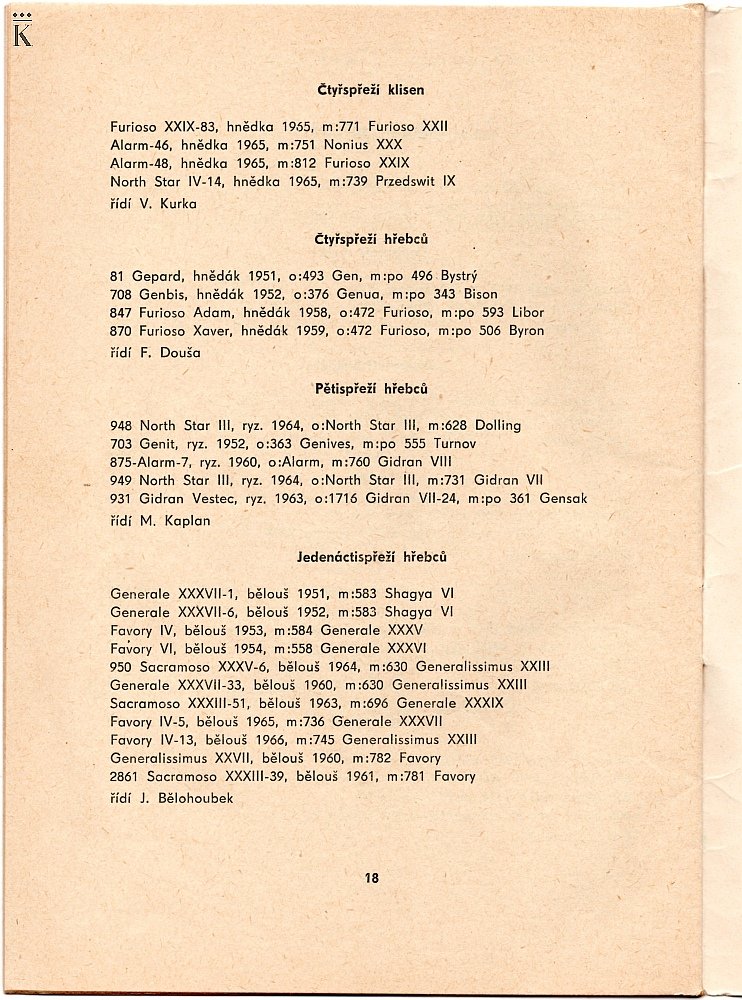 K
Čtyřspřeží klisen
Furioso XXIX-83, hnědka 1965, m:771 Furioso XXII
Alarm-46, hnědka 1965, m:751 Nonius XXX
Alarm-48, hnědka 1965, m:812 Furioso XXIX
North Star IV-14, hnědka 1965, m:739 Przedswit IX
řídí V. Kurka
Čtyřspřeží hřebců
81 Gepard, hnědák 1951, o:493 Gen, m:po 496 Bystrý
708 Genbis, hnědák 1952, o:376 Genua, m:po 343 Bison
847 Furioso Adam, hnědák 1958, o:472 Furioso, m:po 593 Libor
870 Furioso Xaver, hnědák 1959, o:472 Furioso, m:po 506 Byron
řídí F. Douša
Pětispřeží hřebců
948 North Star III, ryz. 1964, o:North Star III, m:628 Dolling
703 Genit, ryz. 1952, o:363 Genives, m:po 555 Turnov
875-Alarm-7, ryz. 1960, o:Alarm, m:760 Gidran VIII
949 North Star III, ryz. 1964, o:North Star III, m:731 Gidran VII
931 Gidran Vestec, ryz. 1963, o:1716 Gidran VII-24, m:po 361 Gensak
řídí M. Kaplan
Jedenáctispřeží hřebců
Generale XXXVII-1, bělouš 1951, m:583 Shagya VI
Generale XXXVII-6, bělouš 1952, m:583 Shagya VI
Favory IV, bělouš 1953, m:584 Generale XXXV
Favory VI, bělouš 1954, m:558 Generale XXXVI
950 Sacramoso XXXV-6, bělouš 1964, m:630 Generalissimus XXIII
Generale XXXVII-33, bělouš 1960, m:630 Generalissimus XXIII
Sacramoso XXXIII-51, bělouš 1963, m:696 Generale XXXIX
Favory IV-5, bělouš 1965, m:736 Generale XXXVII
Favory IV-13, bělouš 1966, m:745 Generalissimus XXIII
Generalissimus XXVII, bělouš 1960, m:782 Favory
2861 Sacramoso XXXIII-39, bělouš 1961, m:781 Favory
řídí J. Bělohoubek
18